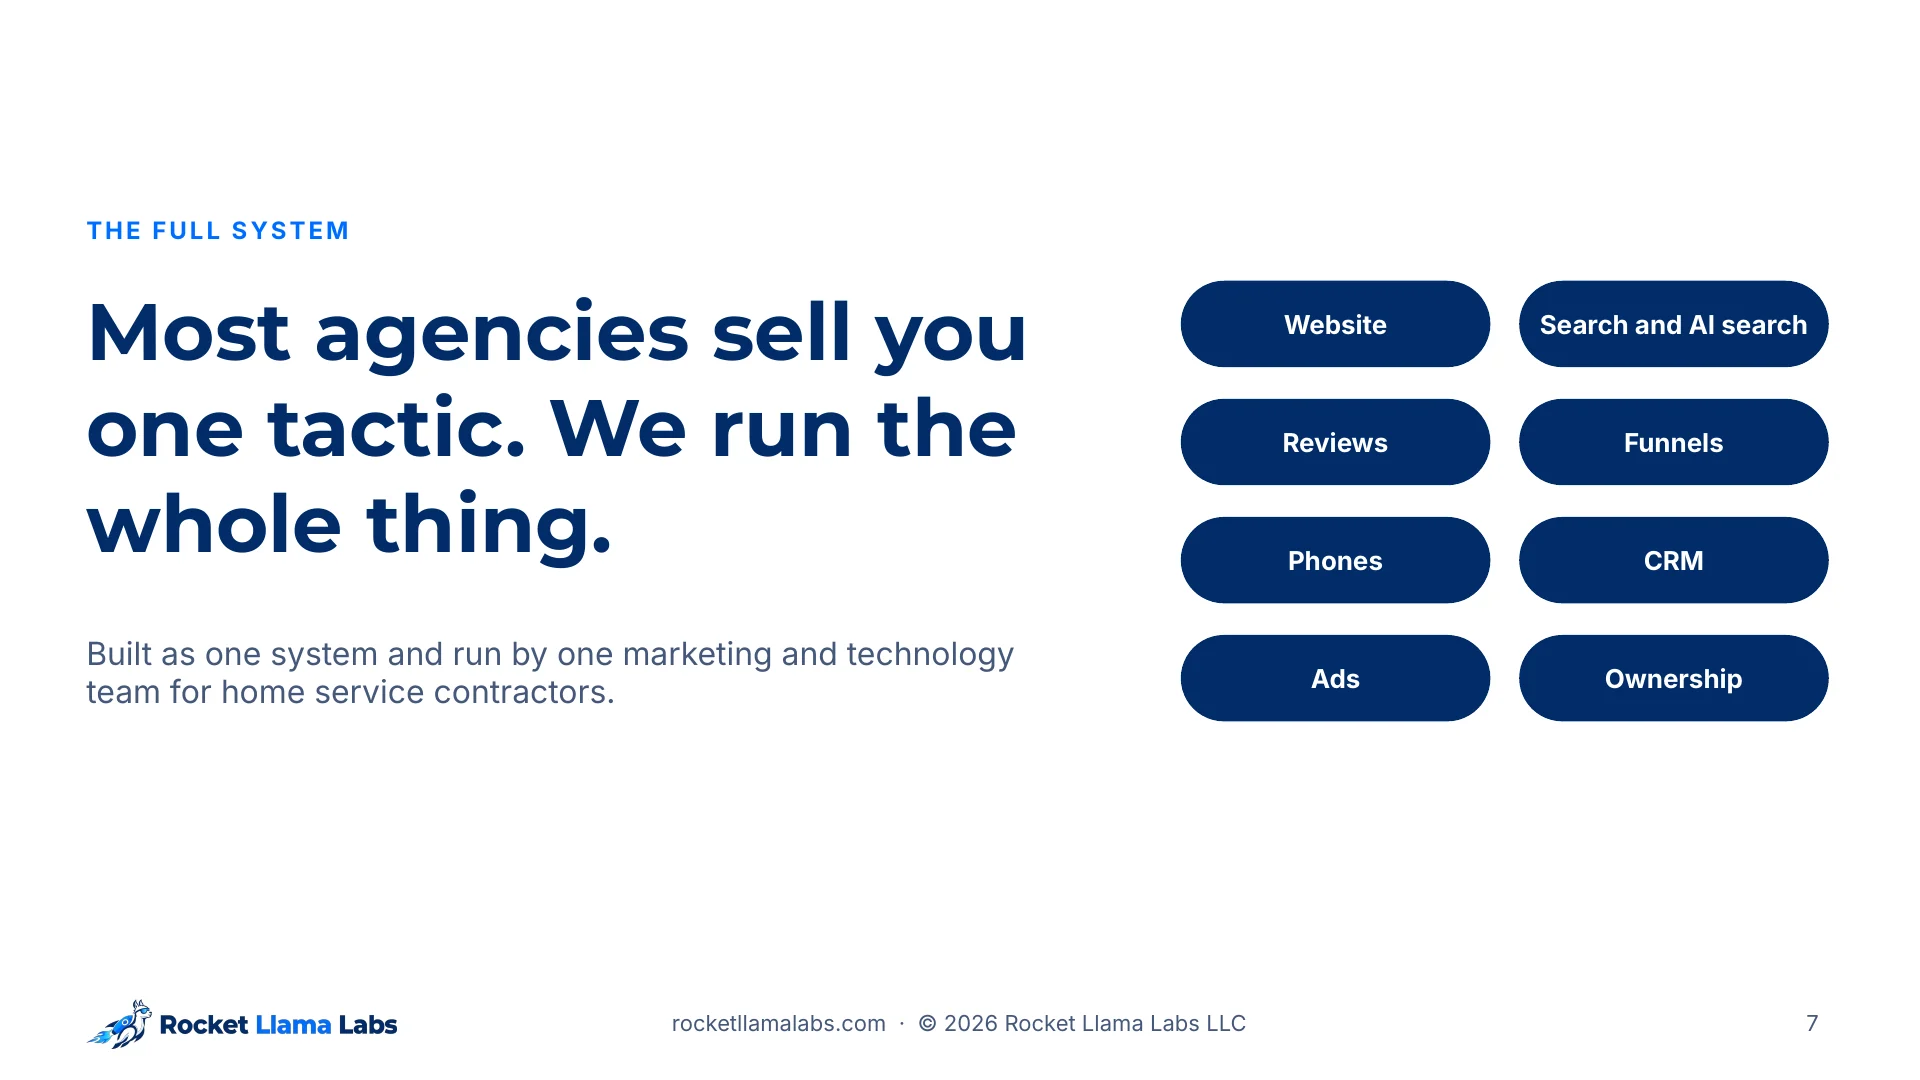 THE FULL SYSTEM
Most agencies sell you
one tactic. We run the
whole thing.
Built as one system and run by one marketing and technology
team for home service contractors.
Website
Search and AI search
Reviews
Funnels
Phones
CRM
Ads
Ownership
Rocket Llama Labs
rocketllamalabs.com · © 2026 Rocket Llama Labs LLC
7